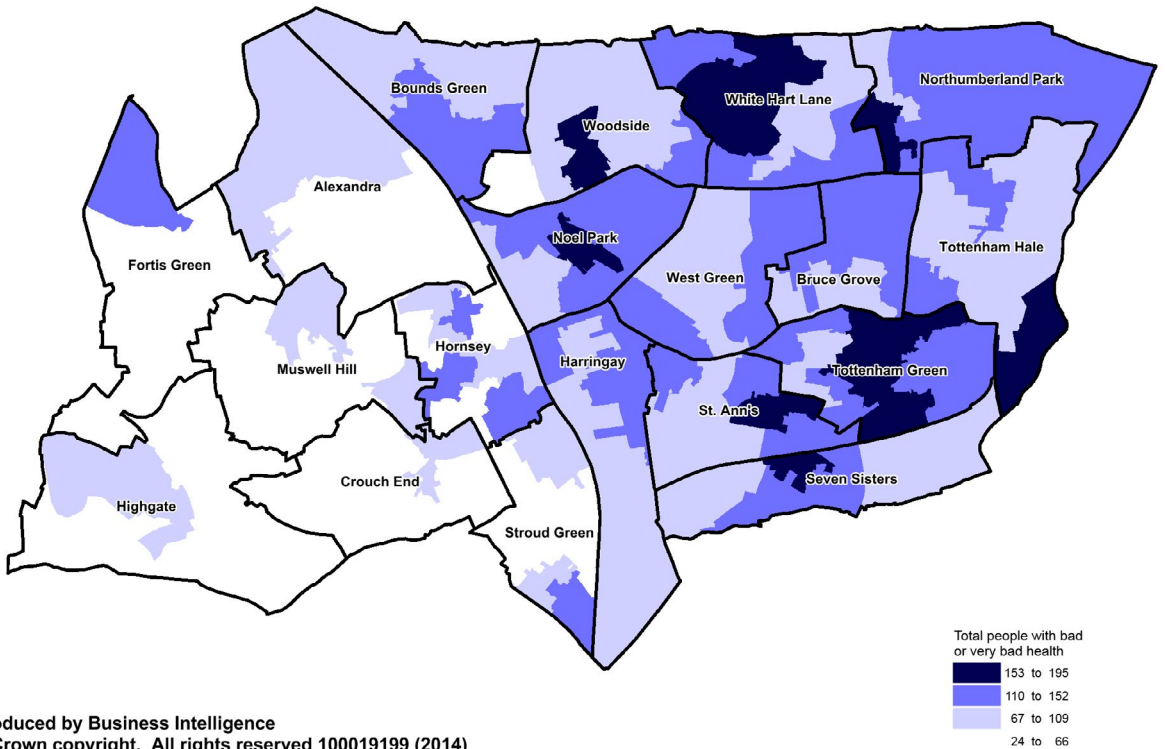 Northumberland Park
Bounds Green
White Hart Lane
Woodside
Alexandra
Noel Park
Tottenham Hale
Fortis Green
West Green
Bruce Grove
Hornsey
Harringay
Muswell Hill
Tottenham Green
St. Ann's
Crouch End
Seven Sisters
Highgate
Stroud Green
Total people with bad
or very bad health
153 to 195
110 to 152
67 to 109
24 to 66
oduced by Business Intelligence
Crown copyright. All rights reserved 100019199 (2014)